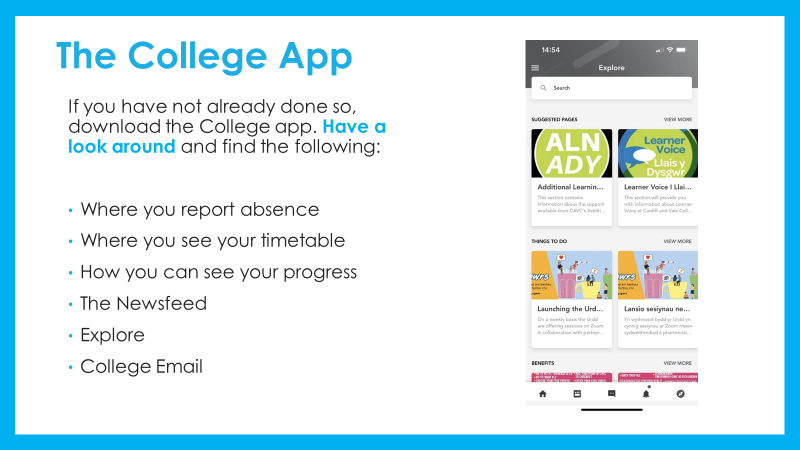 The College App
If you have not already done so,
download the College app. Have a
look around and find the following:
• Where you report absence
• Where you see your timetable
• How you can see your progress
• The Newsfeed
• Explore
• College Email
14:54
Explore
Search
SUGGESTED PAGES VIEW MORE
ALN
ADY
Learner
Voice
Llais y
Dysgwr
Additional Learnin...
This section contains
information about the support
available from CAVC's Additi...
Learner Voice I Llai...
This section will provide you
with information about Learner
Voice at Cardiff and Vale Coll...
THINGS TO DO VIEW MORE
Launching the Urd...
On a weekly basis the Urdd
are offering sessions on Zoom
in collaboration with partner...
Lansio sesiynau ne...
Yn wythnosol bydd yr Urdd yn
cynnig sesiynau ar Zoom mewn
cydweithrediad â phartneria...
BENEFITS VIEW MORE